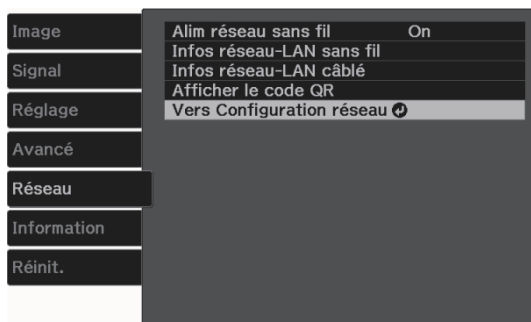 Image
Signal
Réglage
Avancé
Réseau
Information
Réinit.
Alim réseau sans fil On
Infos réseau-LAN sans fil
Infos réseau-LAN câblé
Afficher le code QR
Vers Configuration réseau